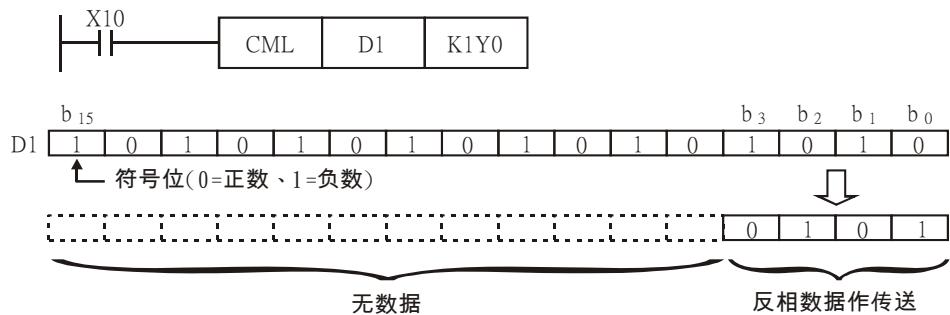 X10
CML D1 K1Y0
b15 b3 b2 b1 b0
D1 1 0 1 0 1 0 1 0 1 0 1 0 1 0 1 0
符号位(0=正数、1=负数)
0 1 0 1
无数据 反相数据作传送